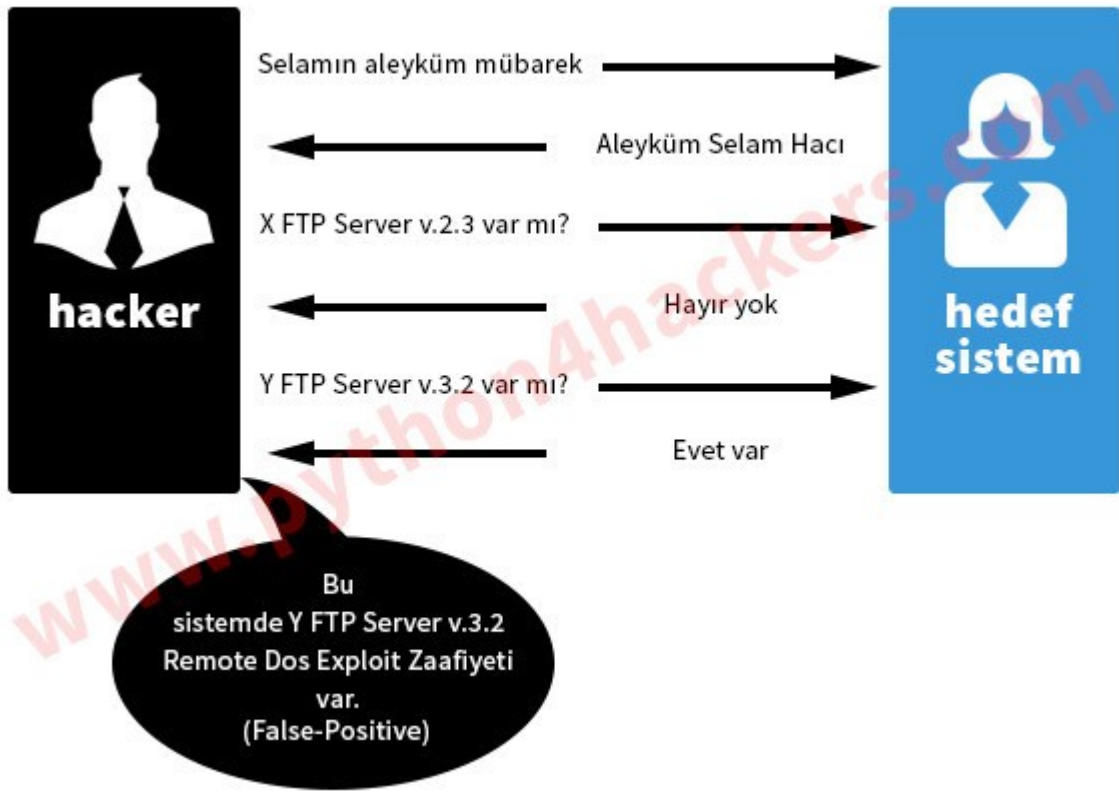 Selamın aleyküm mübarek
Aleyküm Selam Hacı
X FTP Server v.2.3 var mı?
Hayır yok
Y FTP Server v.3.2 var mı?
Evet var
hacker
hedef
sistem
Bu
sistemde Y FTP Server v.3.2
Remote Dos Exploit Zaafiyeti
var.
(False-Positive)
www.python4hackers.com